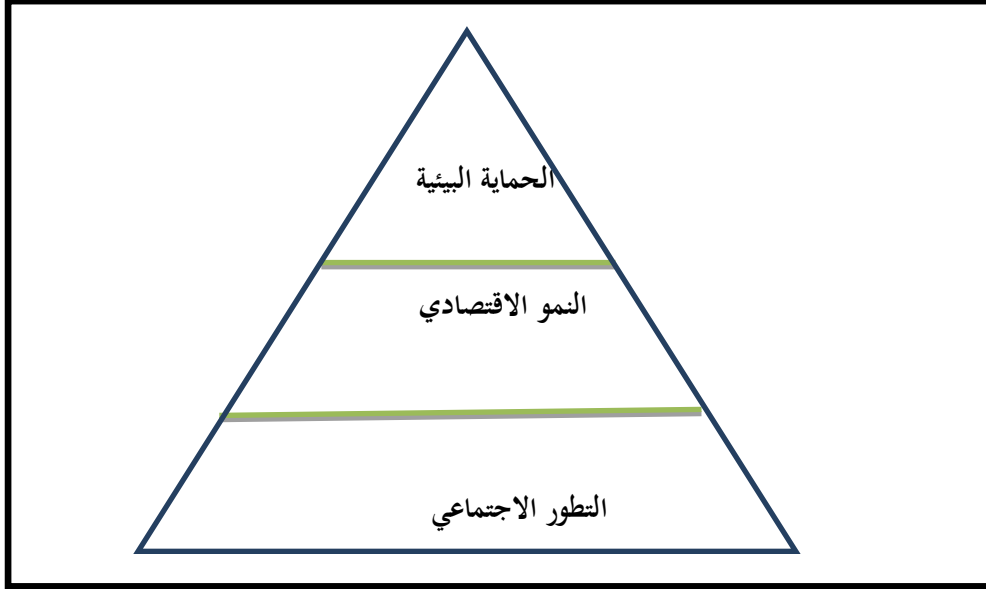 الحماية البيئية
النمو الاقتصادي
التطور الاجتماعي